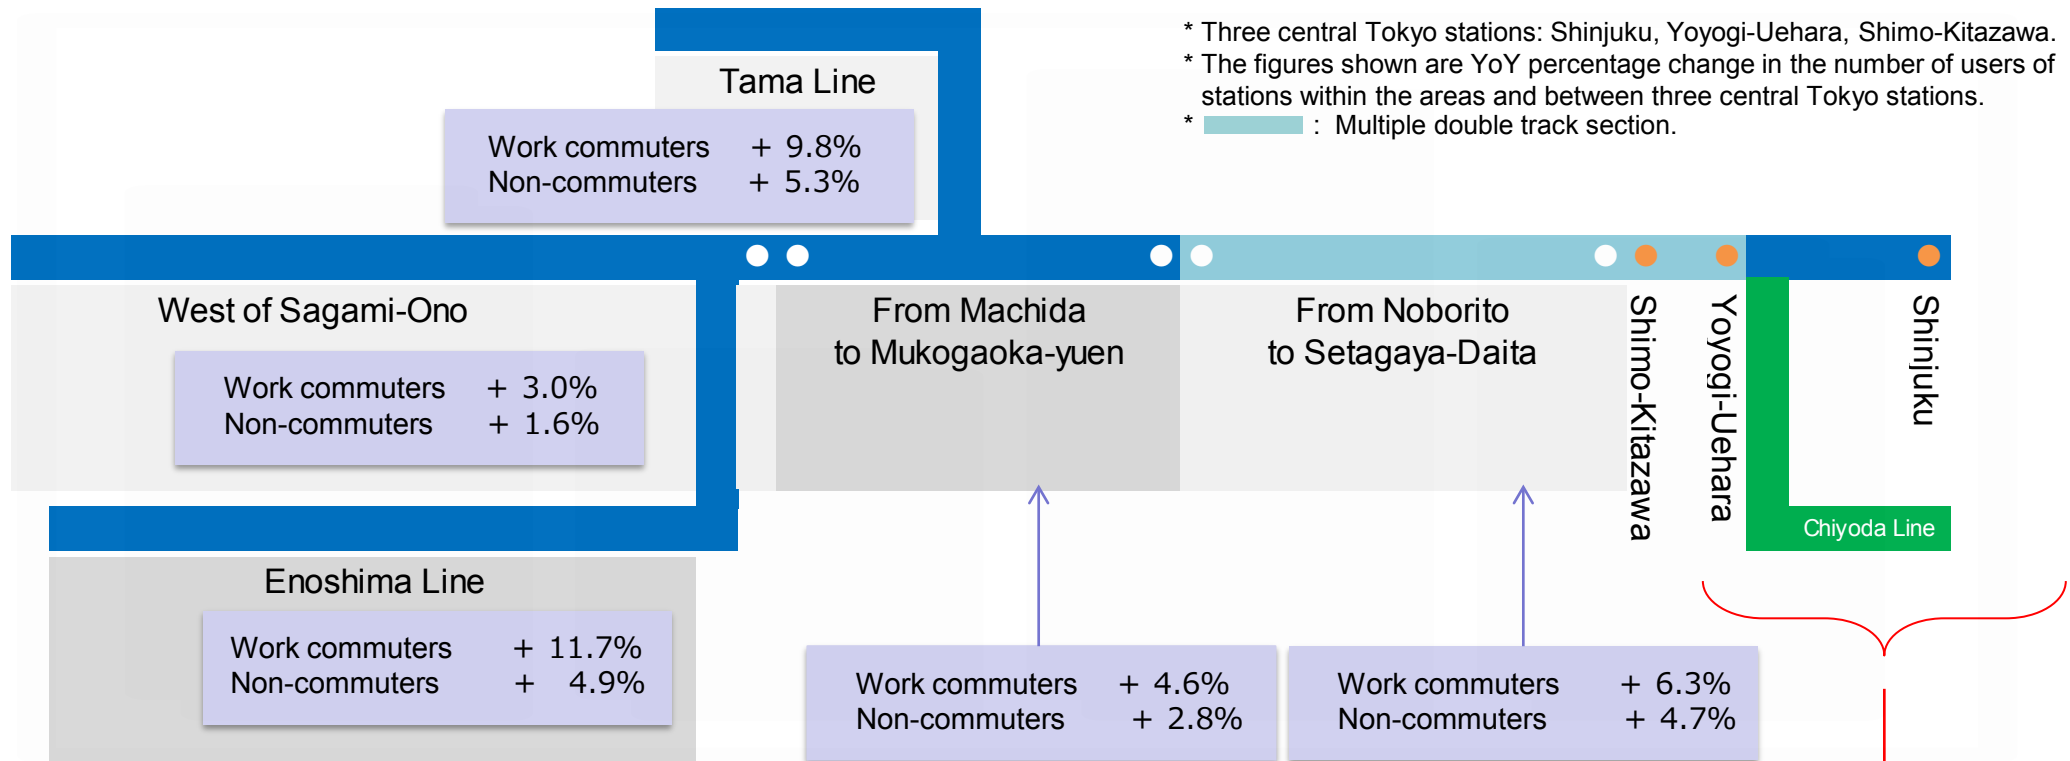 * Three central Tokyo stations: Shinjuku, Yoyogi-Uehara, Shimo-Kitazawa.
* The figures shown are YoY percentage change in the number of users of
stations within the areas and between three central Tokyo stations.
* : Multiple double track section.
Tama Line
Work commuters + 9.8%
Non-commuters + 5.3%
West of Sagami-Ono
Work commuters + 3.0%
Non-commuters + 1.6%
From Machida
to Mukogaoka-yuen
From Noborito
to Setagaya-Daita
Shimo-Kitazawa
Yoyogi-Uehara
Shinjuku
Chiyoda Line
Enoshima Line
Work commuters + 11.7%
Non-commuters + 4.9%
Work commuters + 4.6%
Non-commuters + 2.8%
Work commuters + 6.3%
Non-commuters + 4.7%